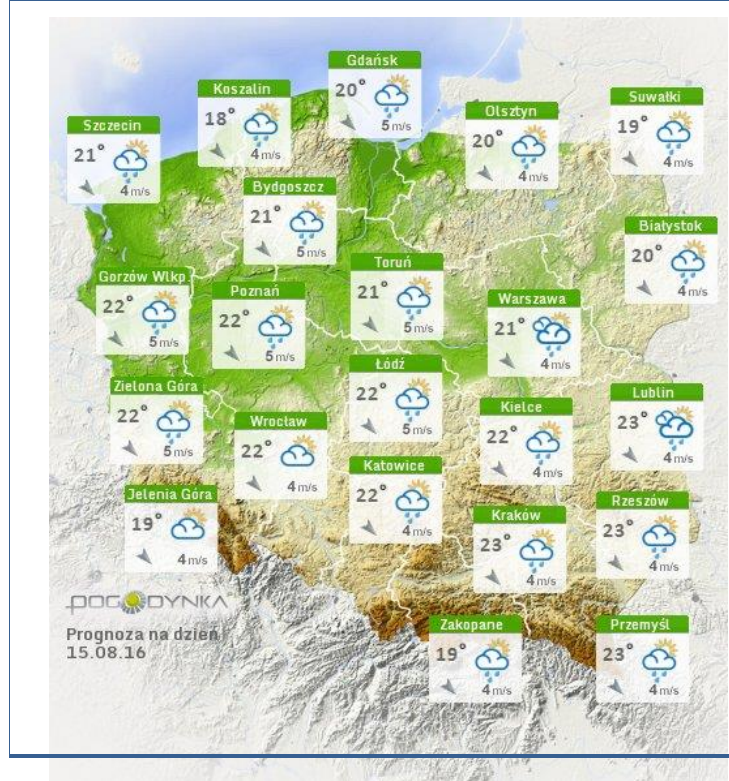 Gdańsk
20°
5 m/s
Koszalin
18°
4 m/s
Suwałki
19°
4 m/s
Olsztyn
20°
4 m/s
Szczecin
21°
4 m/s
Bydgoszcz
21°
5 m/s
Białystok
20°
4 m/s
Toruń
21°
5 m/s
Gorzów Wlkp
22°
5 m/s
Poznań
22°
5 m/s
Warszawa
21°
4 m/s
Łódź
22°
5 m/s
Zielona Góra
22°
5 m/s
Lublin
23°
4 m/s
Kielce
22°
4 m/s
Wrocław
22°
4 m/s
Katowice
22°
4 m/s
Jelenia Góra
19°
4 m/s
Rzeszów
23°
4 m/s
Kraków
23°
4 m/s
POGODYNKA
Prognoza na dzień
15.08.16
Zakopane
19°
4 m/s
Przemyśl
23°
4 m/s